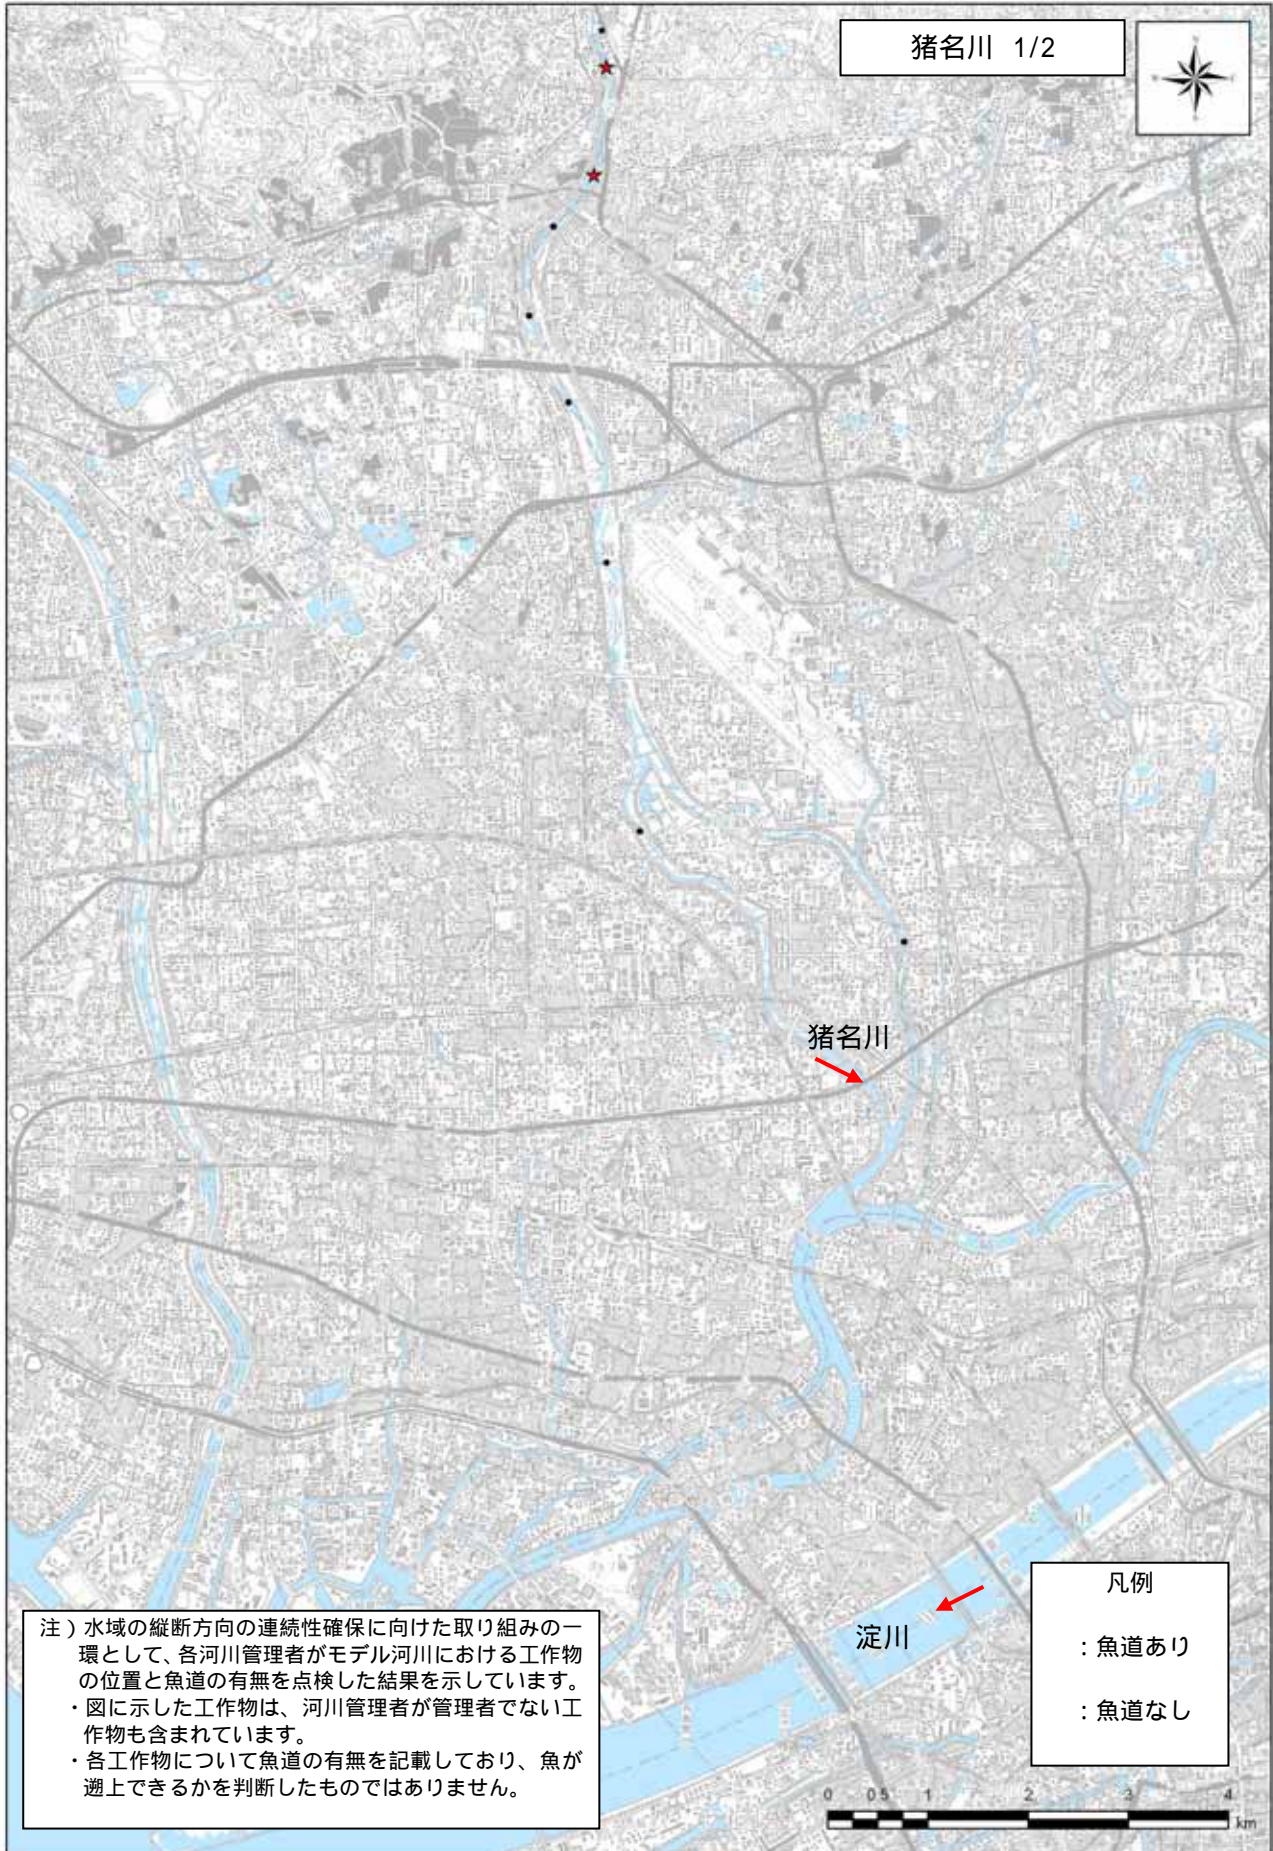 猪名川 1/2
猪名川
淀川
凡例
：魚道あり
：魚道なし
注）水域の縦断方向の連続性確保に向けた取り組みの一
環として、各河川管理者がモデル河川における工作物
の位置と魚道の有無を点検した結果を示しています。
・図に示した工作物は、河川管理者が管理者でない工
作物も含まれています。
・各工作物について魚道の有無を記載しており、魚が
遡上できるかを判断したものではありません。
0 0.5 1 2 3 4
km